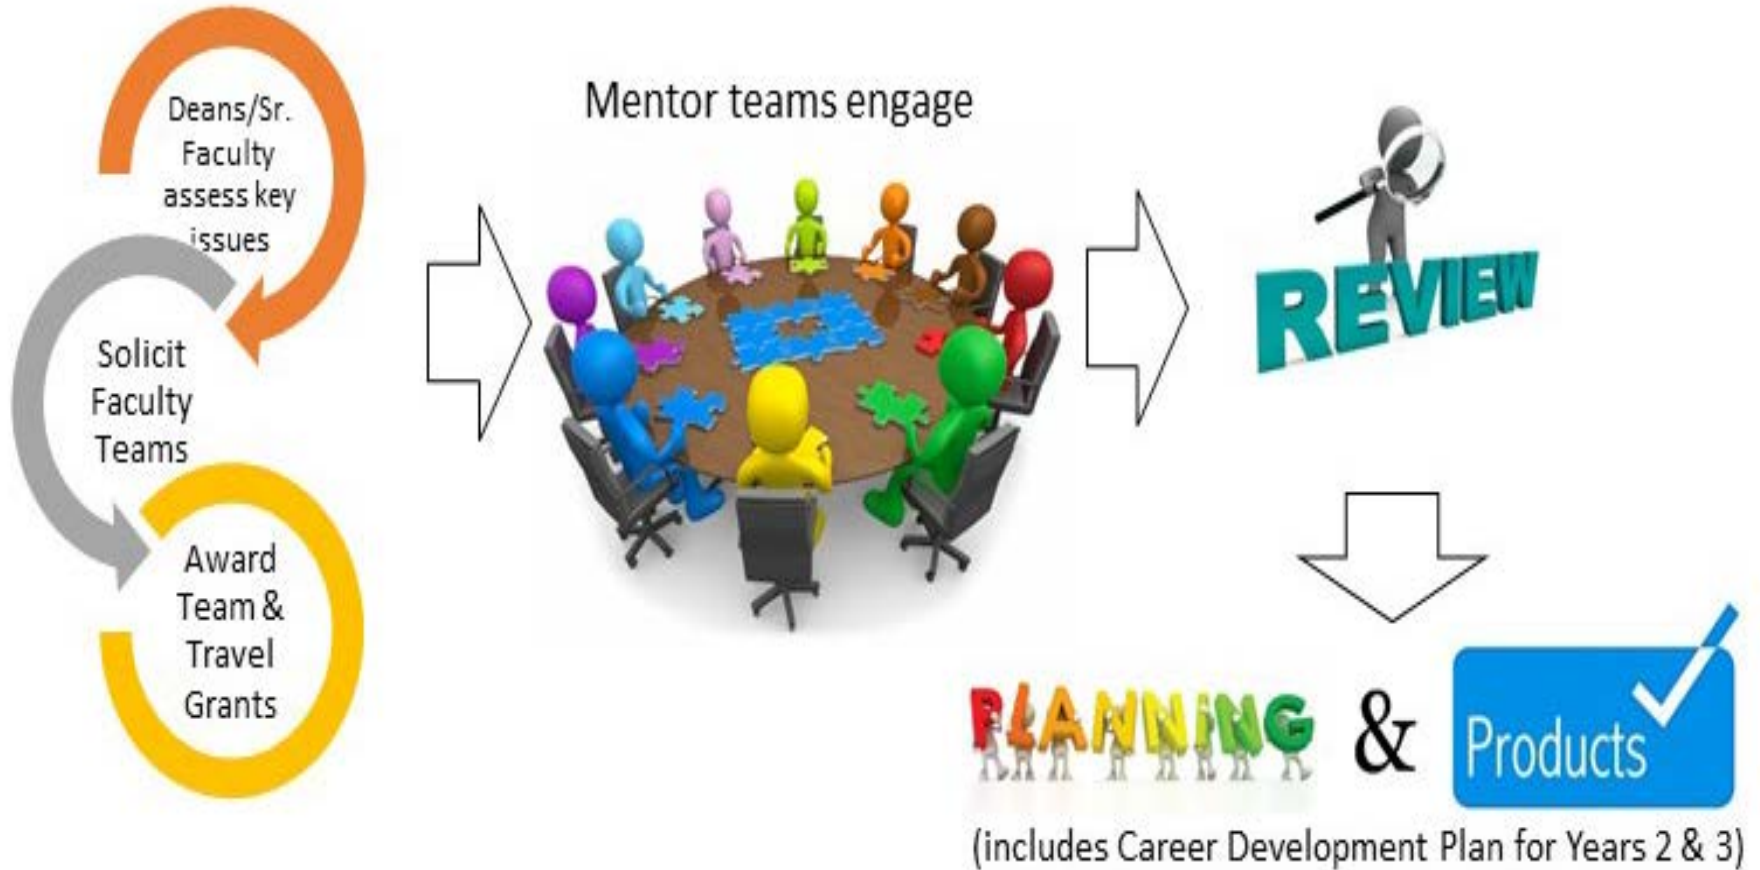 Deans/Sr.
Faculty
assess key
issues
Solicit
Faculty
Teams
Award
Team &
Travel
Grants
Mentor teams engage
REVIEW
PLANNING & Products
(includes Career Development Plan for Years 2 & 3)